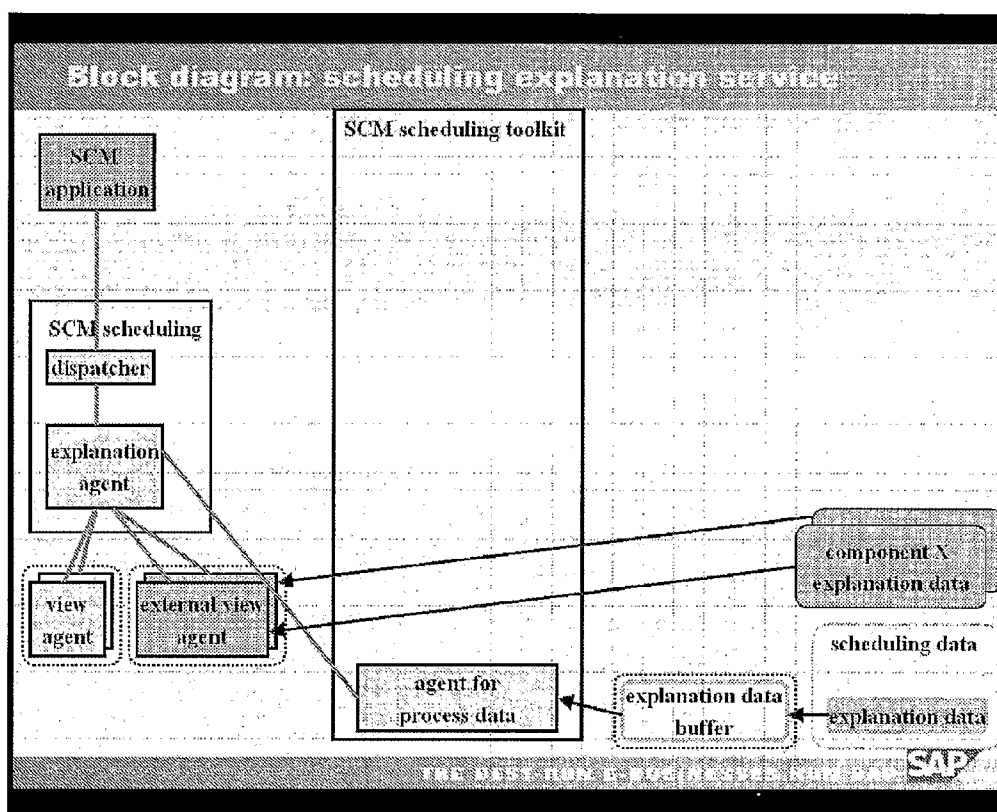 Block diagram: scheduling explanation service
SCM scheduling toolkit
SCM
application
SCM scheduling
dispatcher
explanation
agent
component X
explanation data
view
agent
external view
agent
scheduling data
agent for
process data
explanation data
buffer
explanation data
THE BEST-RUN E-BUSINESSES RUN SAP
SAP